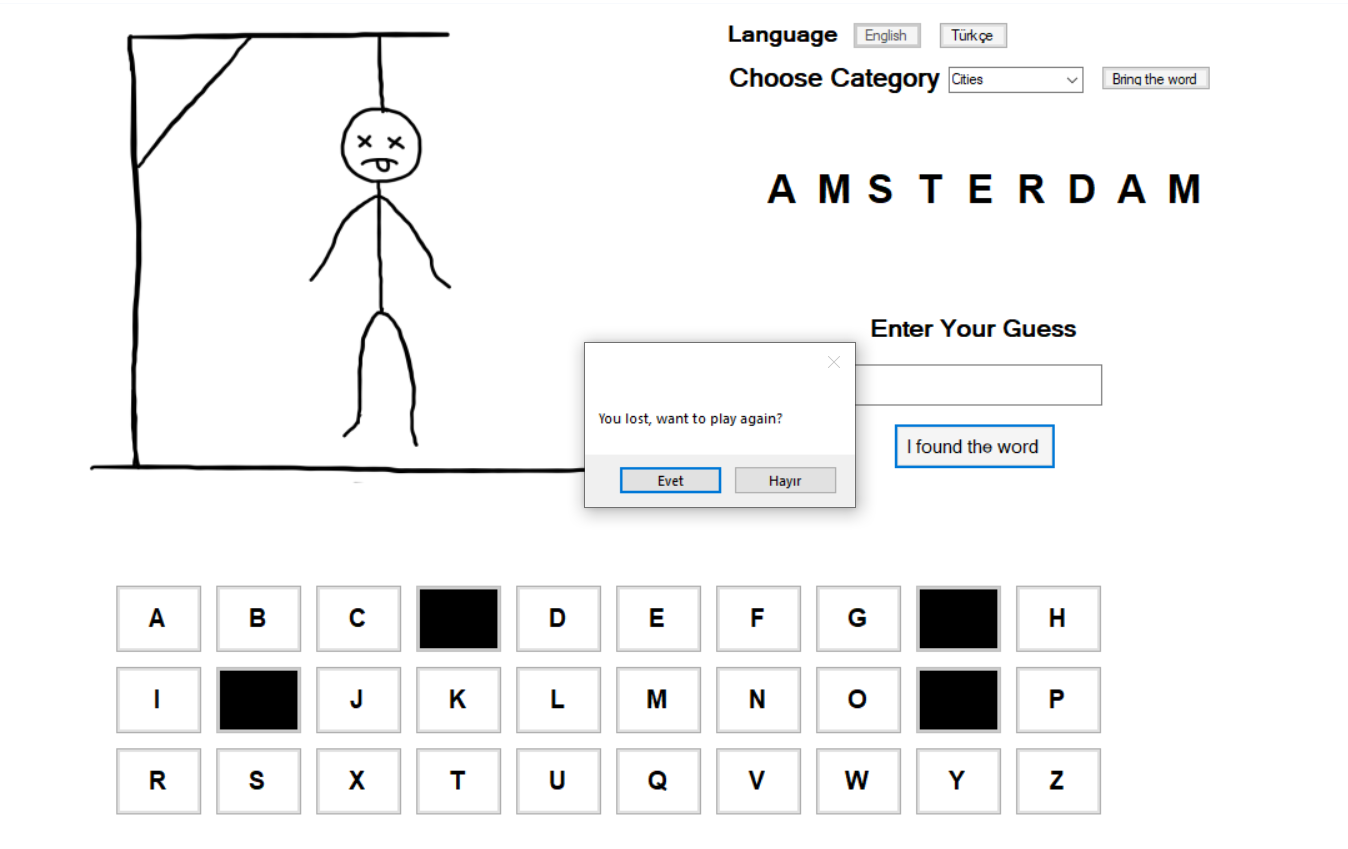 Language English Türkçe
Choose Category Cities Bring the word
A M S T E R D A M
Enter Your Guess
You lost, want to play again?
I found the word
Evet Hayır
A B C D E F G H
I J K L M N O P
R S X T U Q V W Y Z